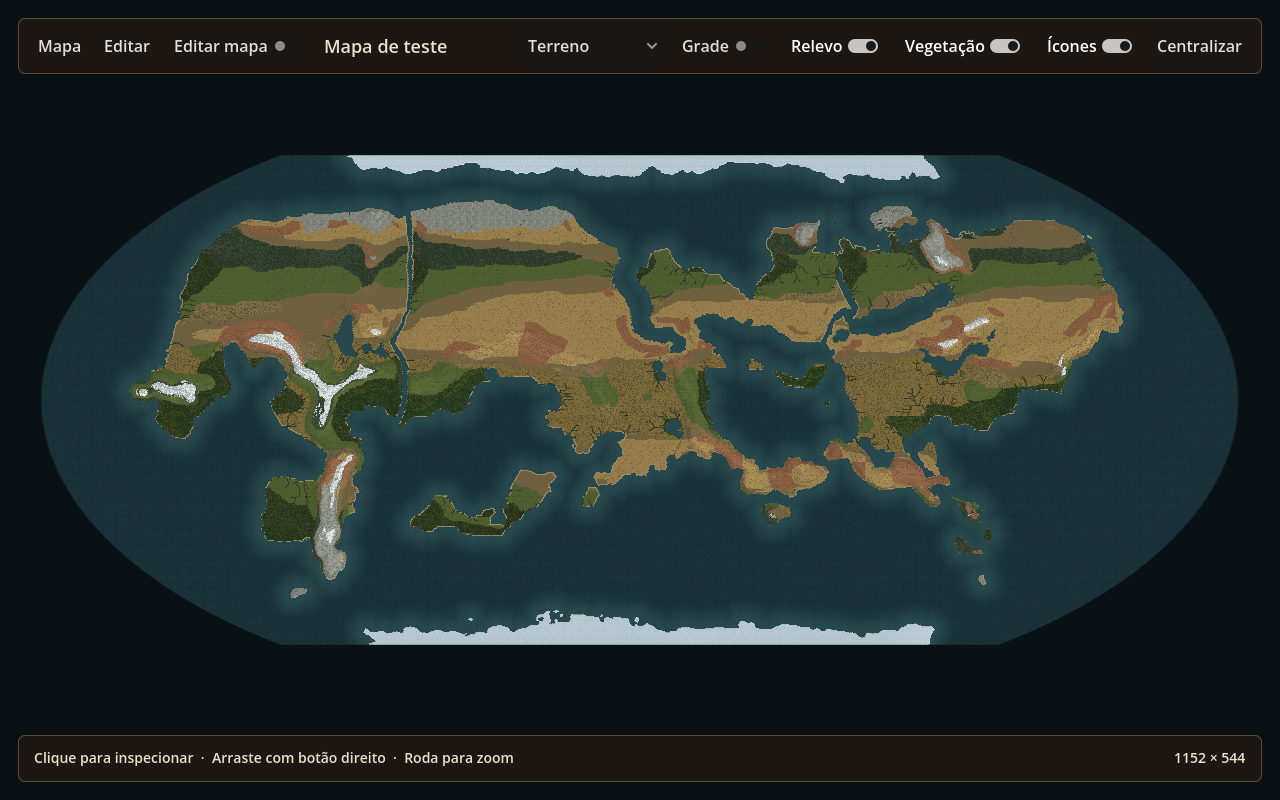 Mapa Editar Editar mapa Mapa de teste Terreno Grade Relevo Vegetação Ícones Centralizar
Clique para inspecionar · Arraste com botão direito · Roda para zoom 1152 × 544